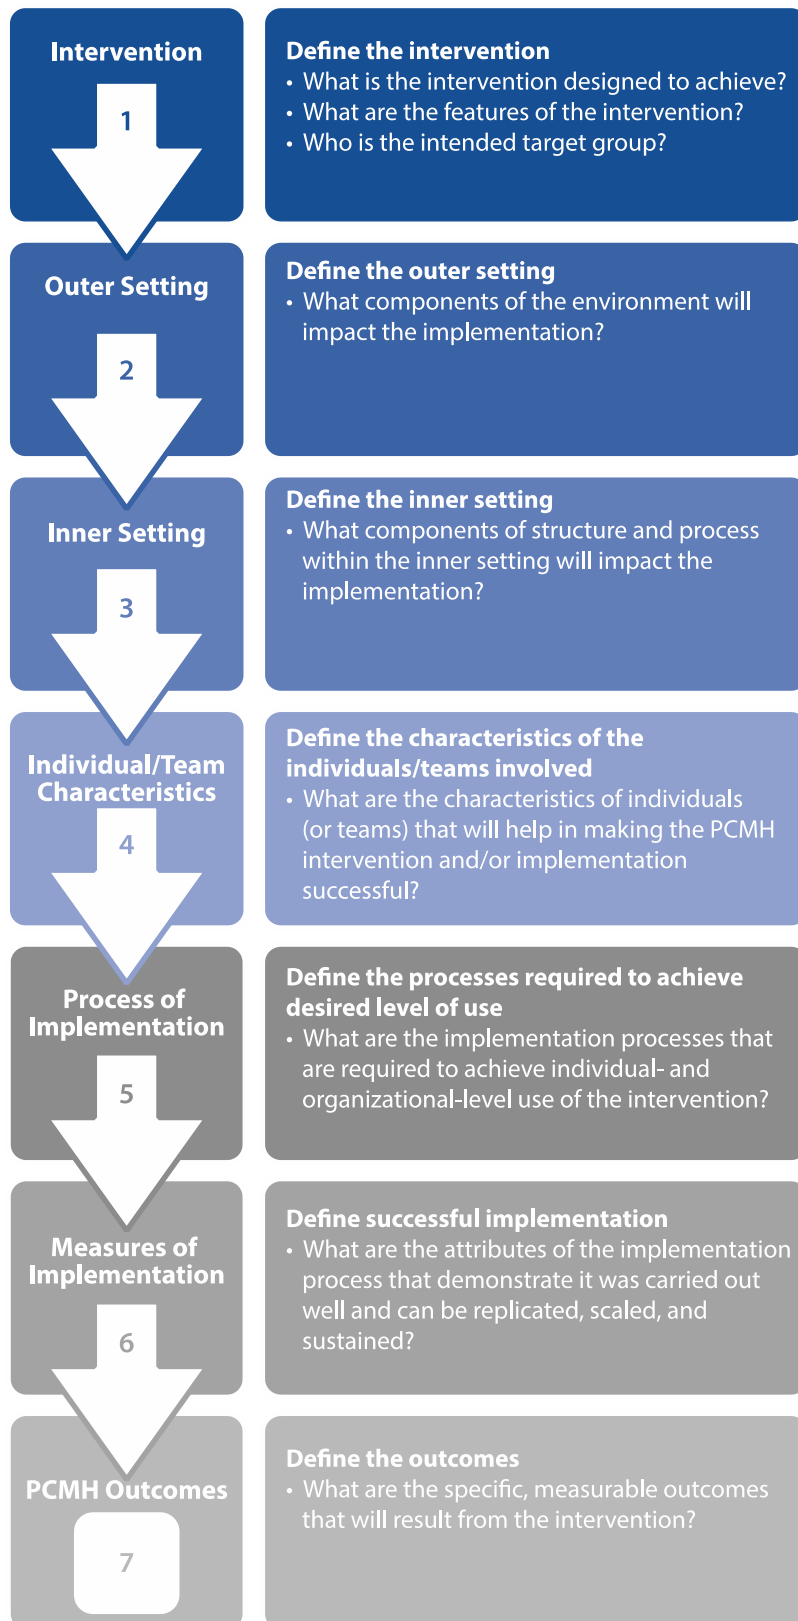 Intervention
1
Define the intervention
• What is the intervention designed to achieve?
• What are the features of the intervention?
• Who is the intended target group?
Outer Setting
2
Define the outer setting
• What components of the environment will
impact the implementation?
Inner Setting
3
Define the inner setting
• What components of structure and process
within the inner setting will impact the
implementation?
Individual/Team
Characteristics
4
Define the characteristics of the
individuals/teams involved
• What are the characteristics of individuals
(or teams) that will help in making the PCMH
intervention and/or implementation
successful?
Process of
Implementation
5
Define the processes required to achieve
desired level of use
• What are the implementation processes that
are required to achieve individual- and
organizational-level use of the intervention?
Measures of
Implementation
6
Define successful implementation
• What are the attributes of the implementation
process that demonstrate it was carried out
well and can be replicated, scaled, and
sustained?
PCMH Outcomes
7
Define the outcomes
• What are the specific, measurable outcomes
that will result from the intervention?